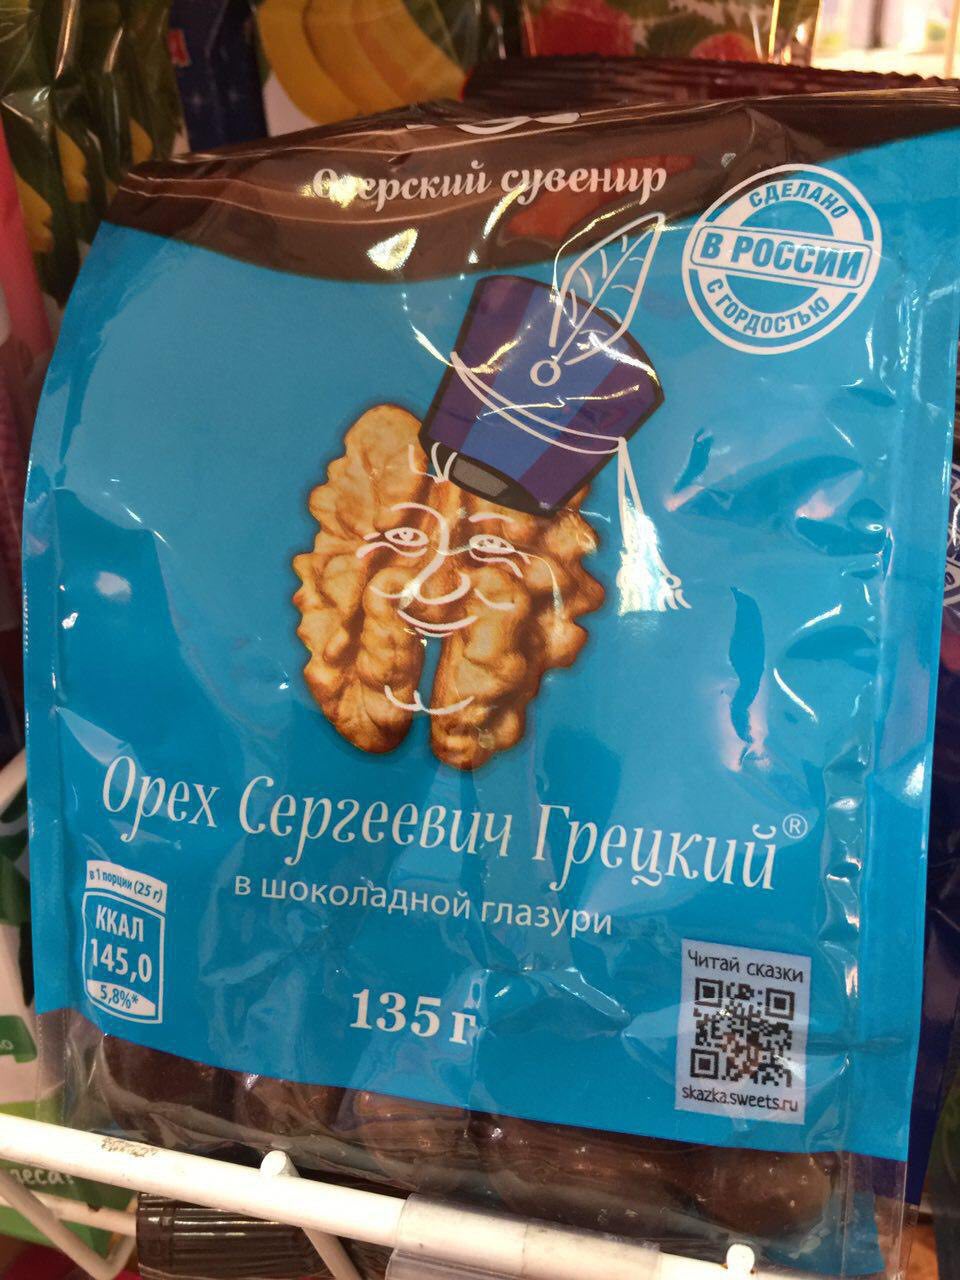 Озерский сувенир
СДЕЛАНО
В РОССИИ
С ГОРДОСТЬЮ
Орех Сергеевич Грецкий®
в шоколадной глазури
в 1 порции (25 г)
ККАЛ
145,0
5,8%*
135 г
Читай сказки
skazka.sweets.ru